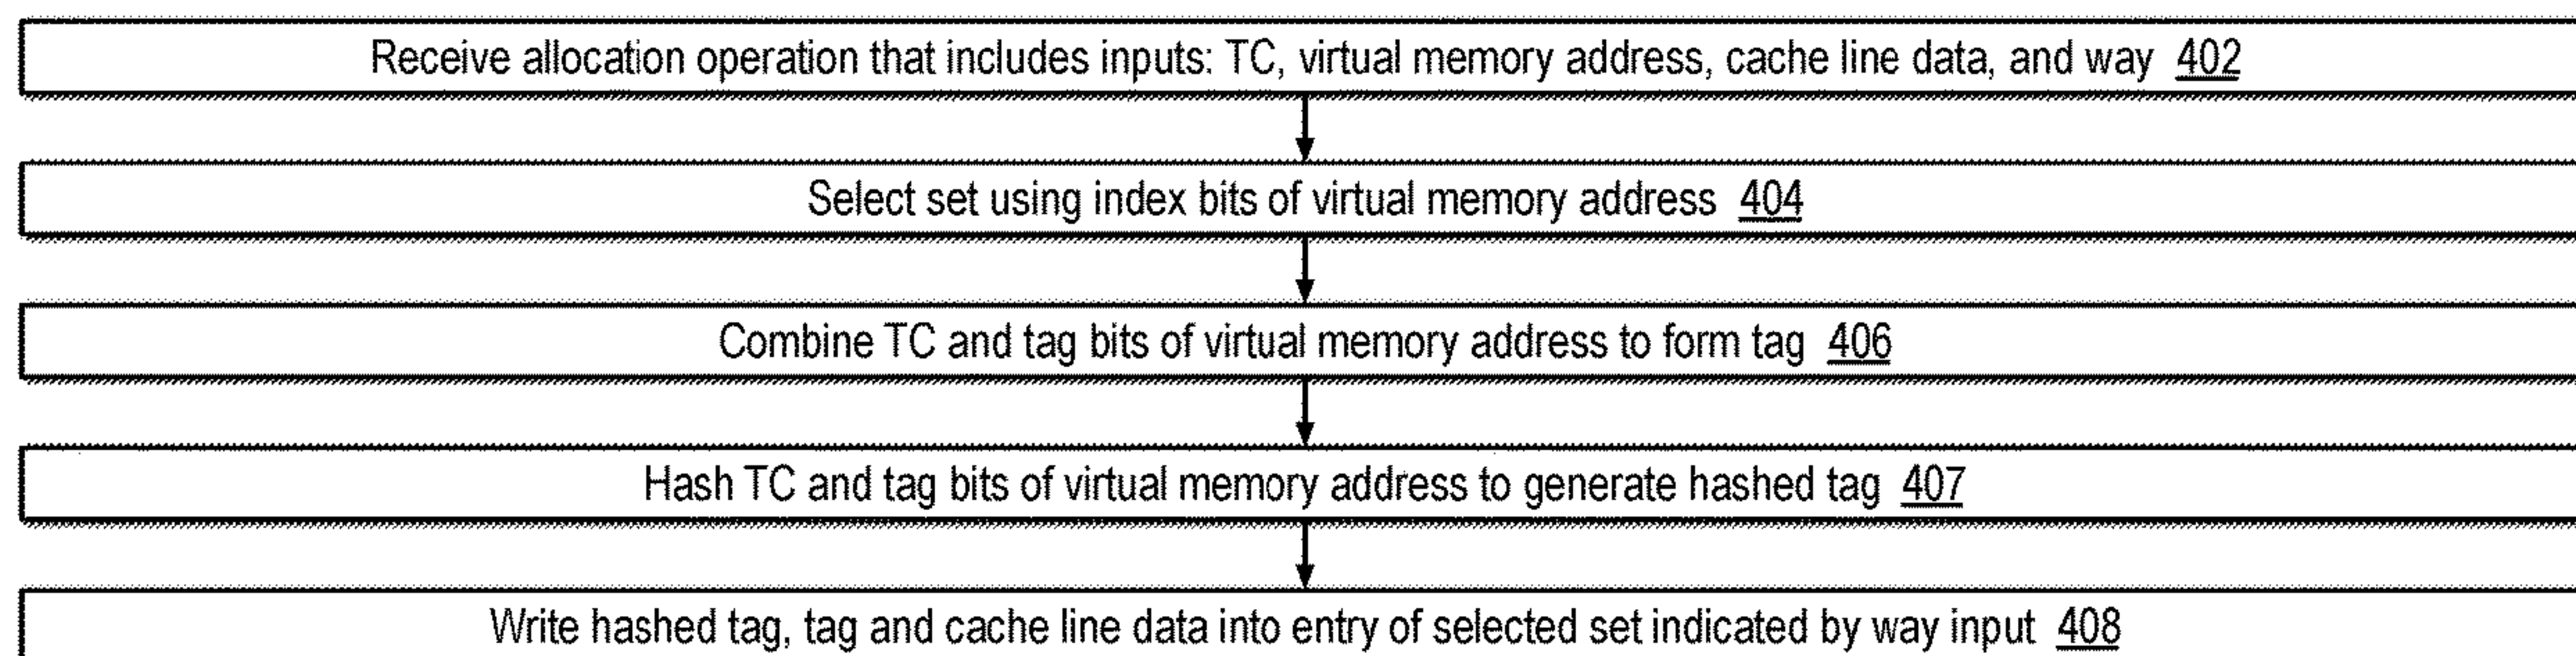 Receive allocation operation that includes inputs: TC, virtual memory address, cache line data, and way 402
Select set using index bits of virtual memory address 404
Combine TC and tag bits of virtual memory address to form tag 406
Hash TC and tag bits of virtual memory address to generate hashed tag 407
Write hashed tag, tag and cache line data into entry of selected set indicated by way input 408